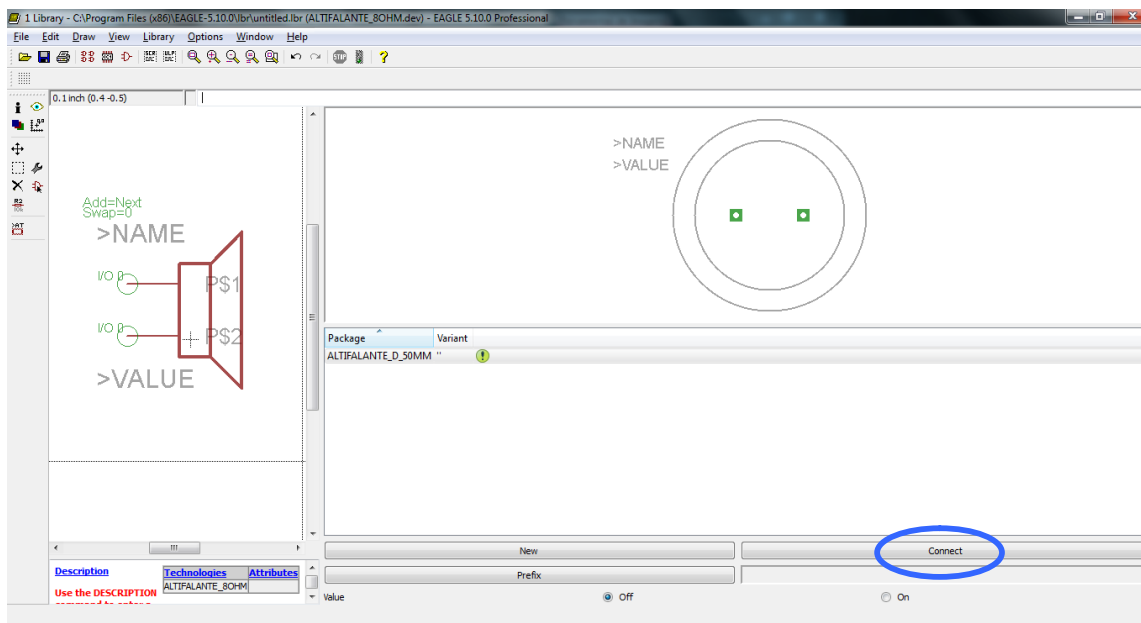 1 Library - C:\Program Files (x86)\EAGLE-5.10.0\lbr\untitled.lbr (ALTIFALANTE_8OHM.dev) - EAGLE 5.10.0 Professional
File Edit Draw View Library Options Window Help
0.1 inch (0.4 -0.5)
Add=Next
Swap=0
>NAME
I/O 0
P$1
I/O 0
P$2
>VALUE
>NAME
>VALUE
Package Variant
ALTIFALANTE_D_50MM ''
New Connect
Prefix
Value Off On
Description
Use the DESCRIPTION
Technologies Attributes
ALTIFALANTE_8OHM